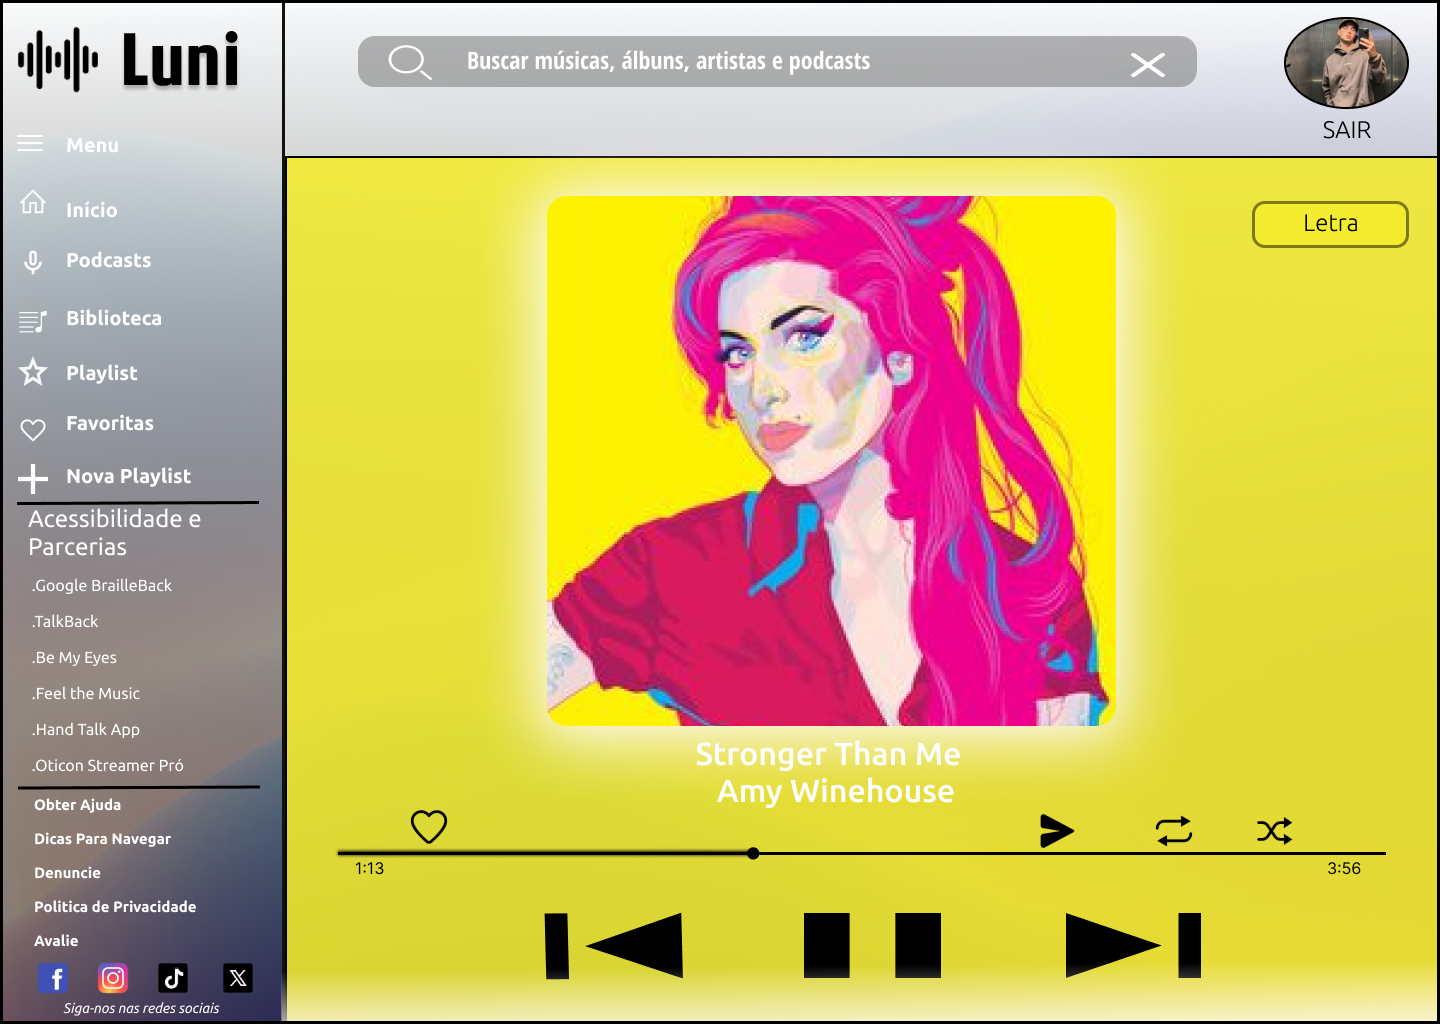 Luni
Buscar músicas, álbuns, artistas e podcasts
SAIR
Menu
Início
Podcasts
Biblioteca
Playlist
Favoritas
Nova Playlist
Acessibilidade e
Parcerias
.Google BrailleBack
.TalkBack
.Be My Eyes
.Feel the Music
.Hand Talk App
.Oticon Streamer Pró
Obter Ajuda
Dicas Para Navegar
Denuncie
Politica de Privacidade
Avalie
Siga-nos nas redes sociais
Letra
Stronger Than Me
Amy Winehouse
1:13
3:56